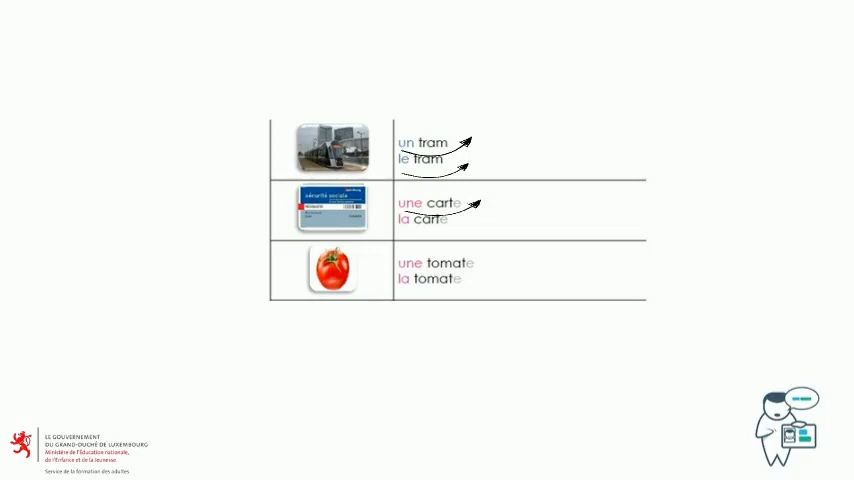 un tram
le tram
sécurité sociale
une carte
la carte
une tomate
la tomate
LE GOUVERNEMENT
DU GRAND-DUCHÉ DE LUXEMBOURG
Ministère de l'Éducation nationale,
de l'Enfance et de la Jeunesse
Service de la formation des adultes